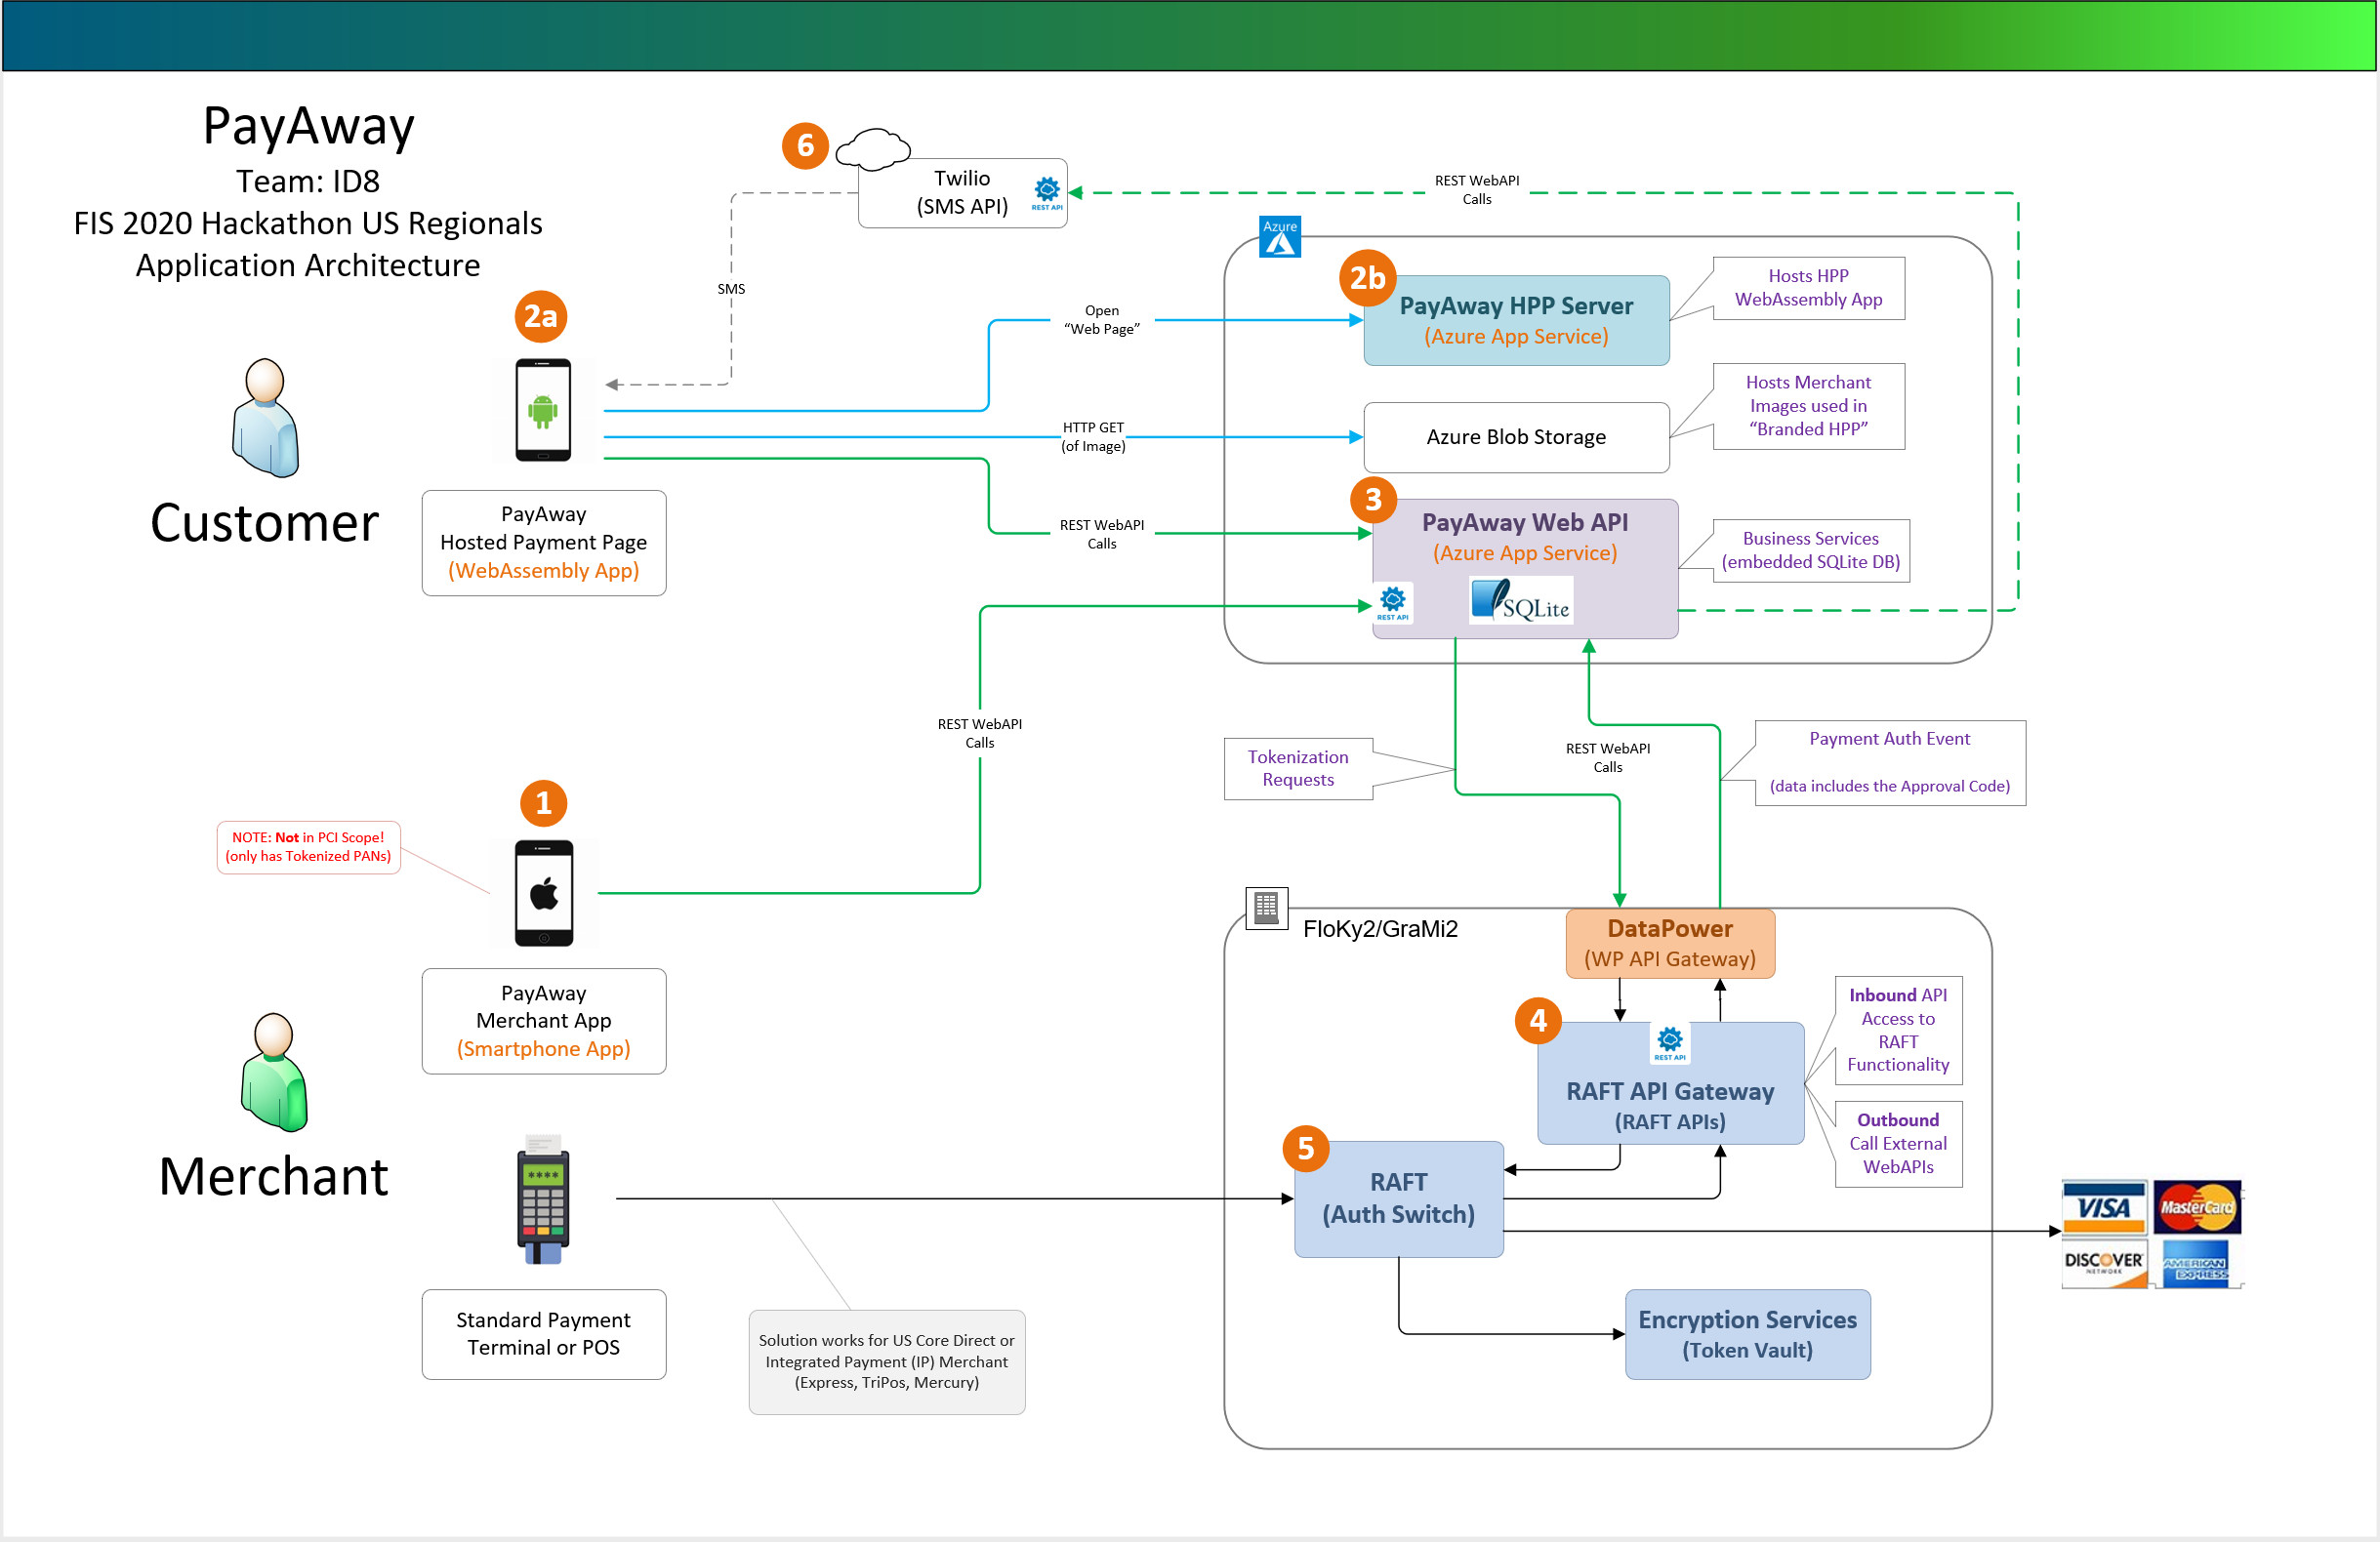 PayAway
Team: ID8
FIS 2020 Hackathon US Regionals
Application Architecture
6
Twilio
(SMS API)
REST API
REST WebAPI
Calls
SMS
Azure
2a
2b
PayAway HPP Server
(Azure App Service)
Hosts HPP
WebAssembly App
Open
“Web Page”
HTTP GET
(of Image)
Azure Blob Storage
Hosts Merchant
Images used in
“Branded HPP”
Customer
PayAway
Hosted Payment Page
(WebAssembly App)
REST WebAPI
Calls
3
PayAway Web API
(Azure App Service)
REST API
SQLite
Business Services
(embedded SQLite DB)
REST WebAPI
Calls
Tokenization
Requests
REST WebAPI
Calls
Payment Auth Event
(data includes the Approval Code)
1
NOTE: Not in PCI Scope!
(only has Tokenized PANs)
PayAway
Merchant App
(Smartphone App)
Merchant
FloKy2/GraMi2
DataPower
(WP API Gateway)
4
REST API
RAFT API Gateway
(RAFT APIs)
Inbound API
Access to
RAFT
Functionality
Outbound
Call External
WebAPIs
5
RAFT
(Auth Switch)
****
Standard Payment
Terminal or POS
Solution works for US Core Direct or
Integrated Payment (IP) Merchant
(Express, TriPos, Mercury)
Encryption Services
(Token Vault)
VISA
MasterCard
DISCOVER
NETWORK
AMERICAN
EXPRESS